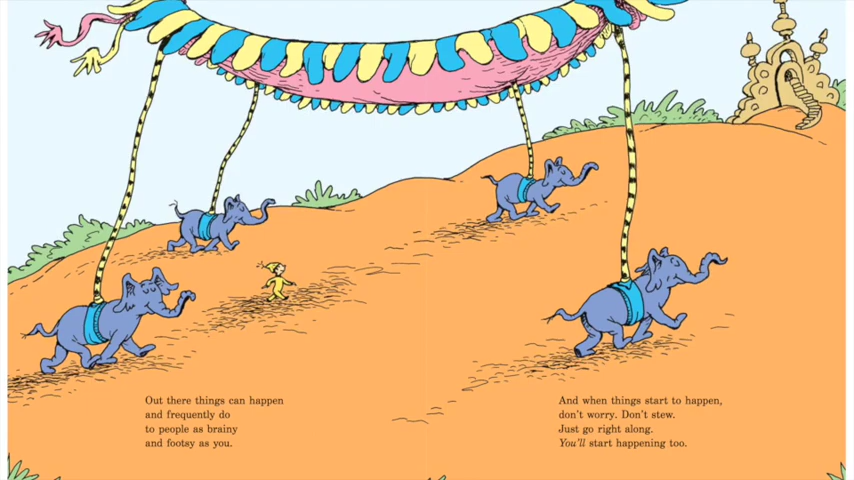 Out there things can happen
and frequently do
to people as brainy
and footsy as you.
And when things start to happen,
don't worry. Don't stew.
Just go right along.
You'll start happening too.